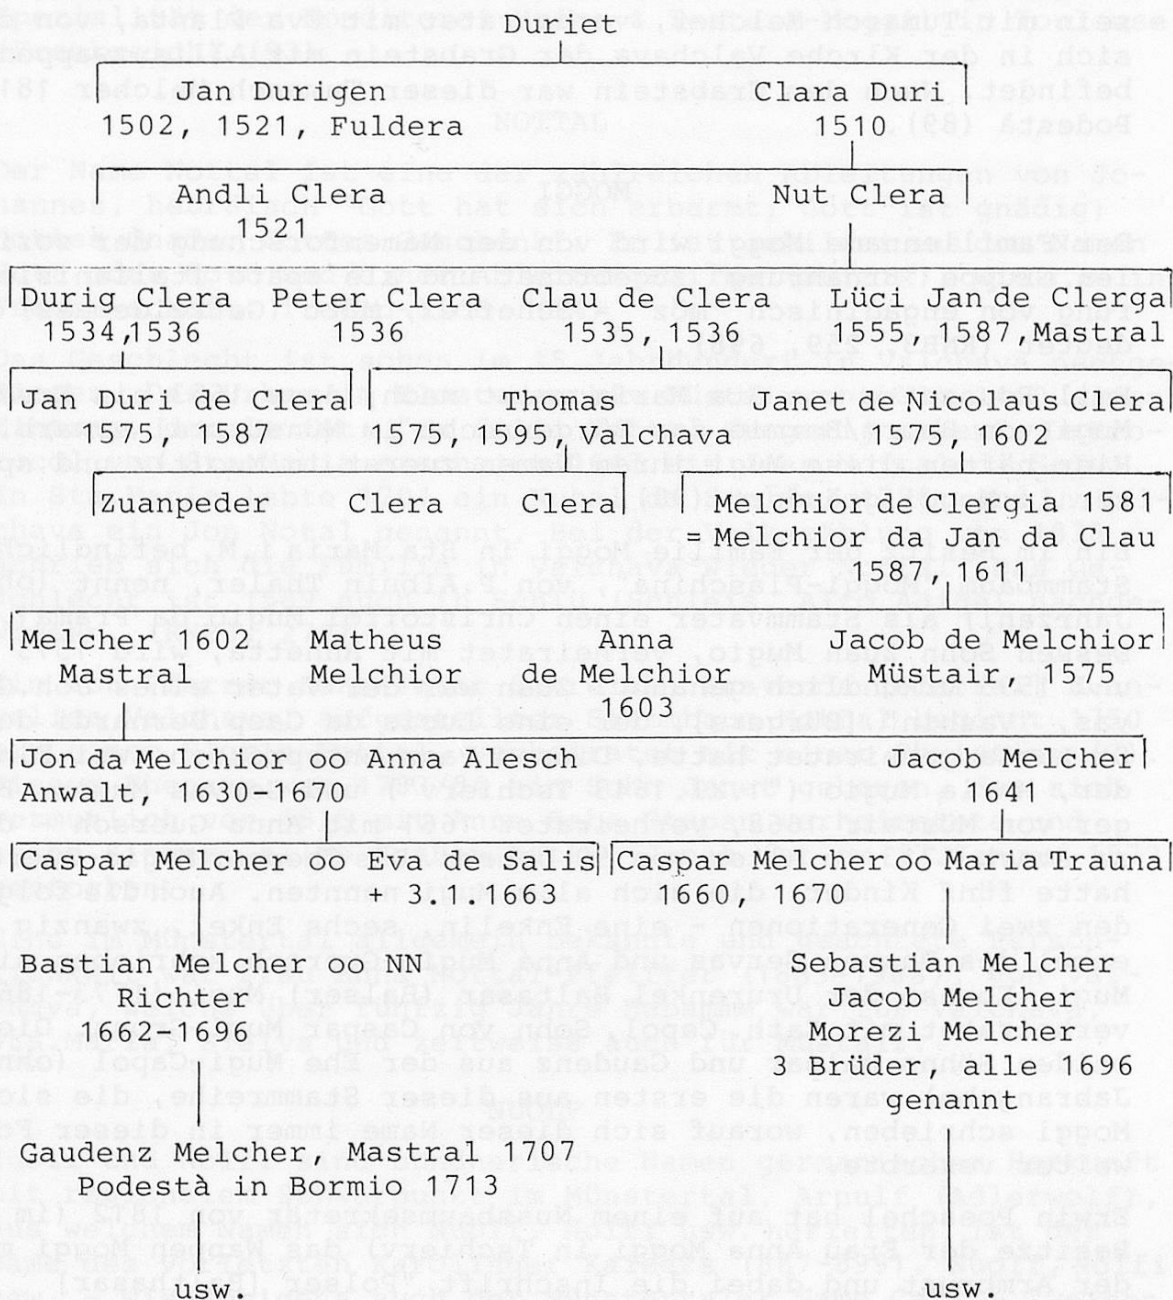 Duriet
Jan Durigen Clara Duri
1502, 1521, Fuldera 1510
Andli Clera Nut Clera
1521
Durig Clera Peter Clera Clau de Clera Lüci Jan de Clerga
1534,1536 1536 1535, 1536 1555, 1587, Mastral
Jan Duri de Clera Thomas Janet de Nicolaus Clera
1575, 1587 1575, 1595, Valchava 1575, 1602
Zuanpeder Clera Clera Melchior de Clergia 1581
= Melchior da Jan da Clau
1587, 1611
Melcher 1602 Matheus Anna Jacob de Melchior
Mastral Melchior de Melchior Müstair, 1575
1603
Jon da Melchior oo Anna Aresch Jacob Melcher
Anwalt, 1630-1670 1641
Caspar Melcher oo Eva de Salis Caspar Melcher oo Maria Trauna
+ 3.1.1663 1660, 1670
Bastian Melcher oo NN Sebastian Melcher
Richter Jacob Melcher
1662-1696 Morezi Melcher
3 Brüder, alle 1696
genannt
Gaudenz Melcher, Mastral 1707
Podestà in Bormio 1713
usw. usw.